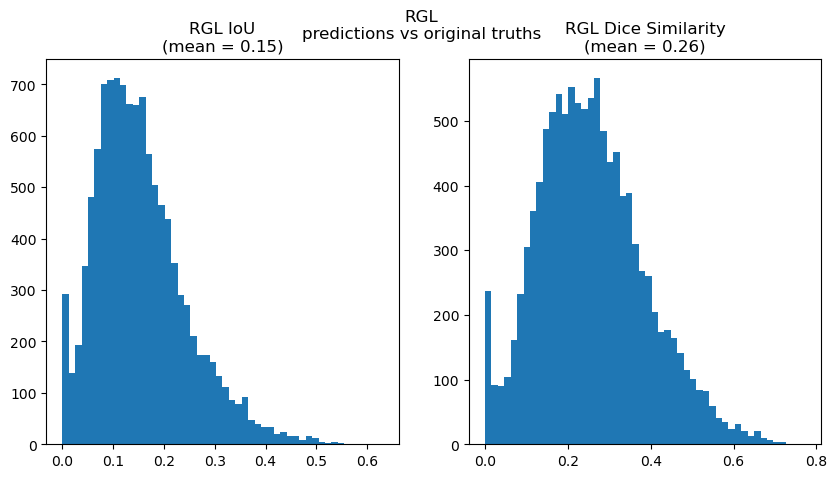 RGL
predictions vs original truths
RGL IoU
(mean = 0.15)
700
600
500
400
300
200
100
0
0.0 0.1 0.2 0.3 0.4 0.5 0.6
RGL Dice Similarity
(mean = 0.26)
500
400
300
200
100
0
0.0 0.2 0.4 0.6 0.8